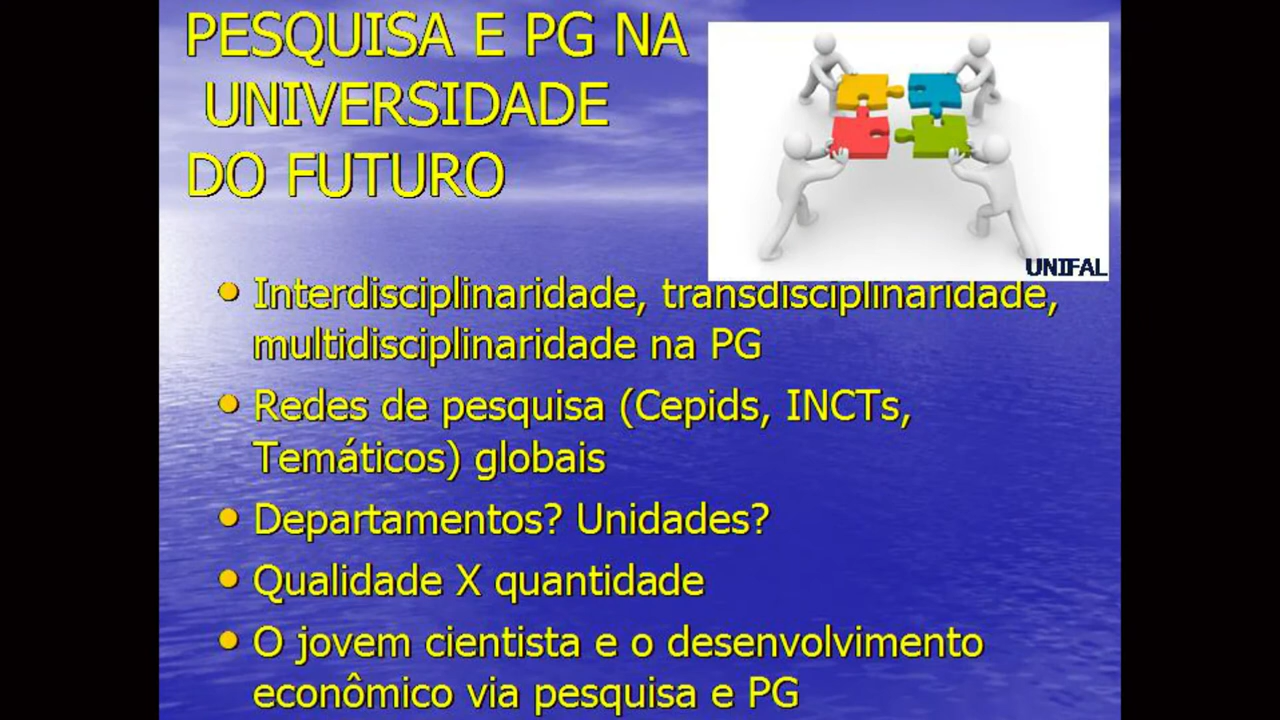 PESQUISA E PG NA
UNIVERSIDADE
DO FUTURO
UNIFAL
• Interdisciplinaridade, transdisciplinaridade,
multidisciplinaridade na PG
• Redes de pesquisa (Cepids, INCTs,
Temáticos) globais
• Departamentos? Unidades?
• Qualidade X quantidade
• O jovem cientista e o desenvolvimento
econômico via pesquisa e PG